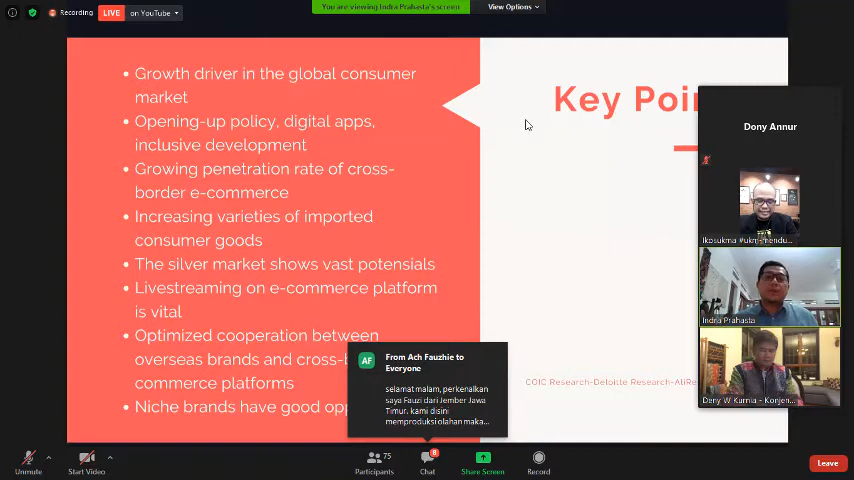 Recording
LIVE on YouTube
You are viewing Indra Prahasta's screen
View Options
Growth driver in the global consumer
market
Opening-up policy, digital apps,
inclusive development
Growing penetration rate of cross-
border e-commerce
Increasing varieties of imported
consumer goods
The silver market shows vast potensials
Livestreaming on e-commerce platform
is vital
Optimized cooperation between
overseas brands and cross-b
commerce platforms
Niche brands have good opp
Key Poi
COIC Research-Deloitte Research-AliRe
Dony Annur
Ikosukma #ukm-mendu...
Indra Prahasta
Deny W Kurnia - Konjen...
AF
From Ach Fauzhie to
Everyone
selamat malam, perkenalkan
saya Fauzi dari Jember Jawa
Timur. kami disini
memproduksi olahan maka...
Unmute
Start Video
75
Participants
8
Chat
Share Screen
Record
Leave